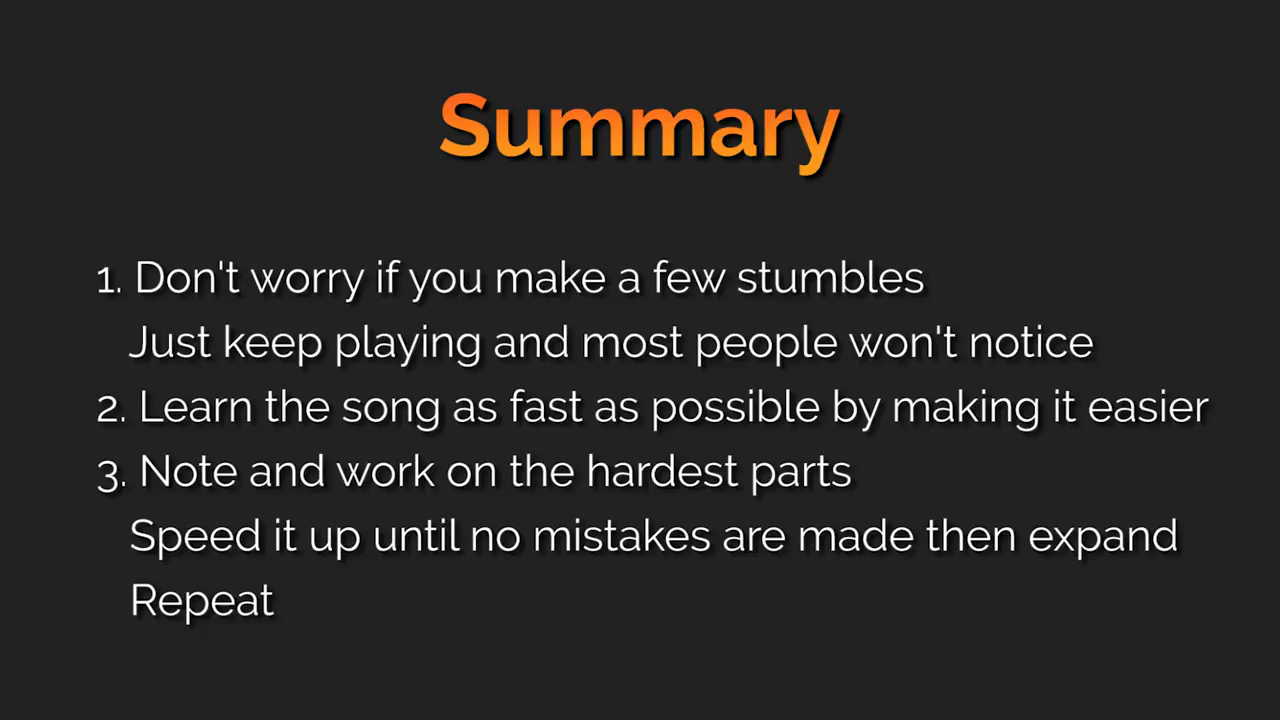 Summary
1. Don't worry if you make a few stumbles
Just keep playing and most people won't notice
2. Learn the song as fast as possible by making it easier
3. Note and work on the hardest parts
Speed it up until no mistakes are made then expand
Repeat